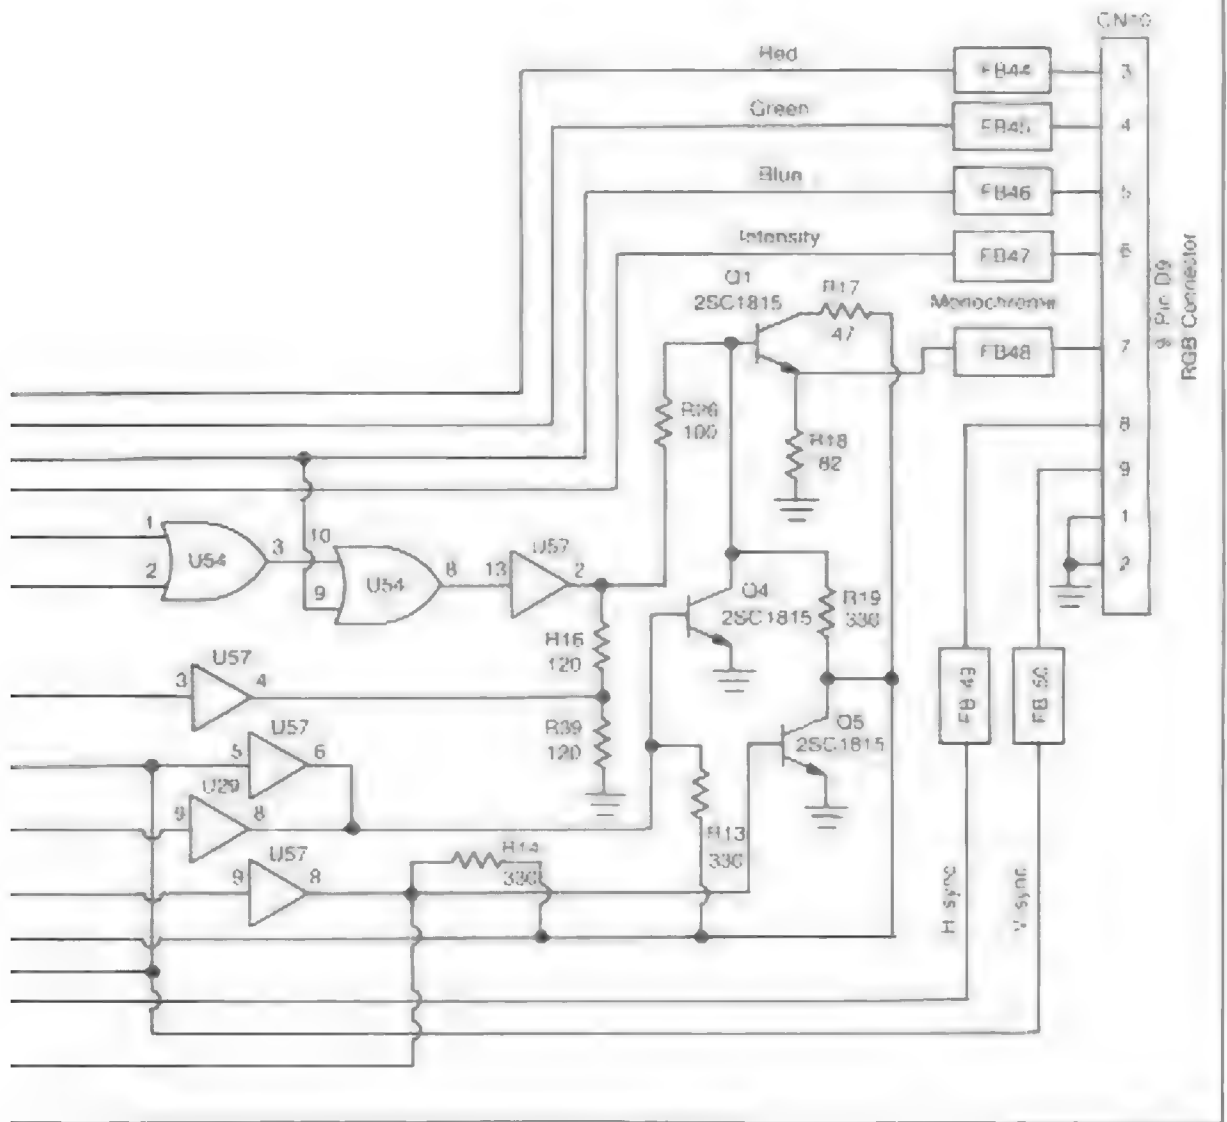 CN10
Red
FB44
3
Green
FB45
4
Blue
FB46
5
Intensity
FB47
6
Q1
2SC1815
R17
47
Monochrome
FB48
7
9 Pin D9
RGB Connector
R26
100
R18
82
8
9
1
2
1
2
U54
3
10
9
U54
8
13
U57
2
Q4
2SC1815
R19
330
R16
120
U57
3
4
R39
120
Q5
2SC1815
FB 49
FB 50
U57
5
6
U29
9
8
R13
330
U57
9
8
R14
330
H sync
V sync